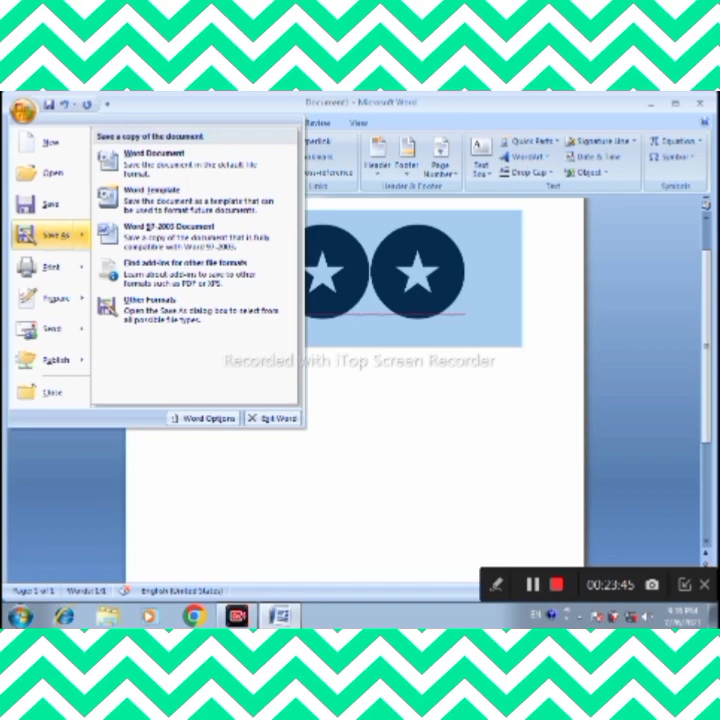 Document1 - Microsoft Word
Review View
New
Open
Save
Save As
Print
Prepare
Send
Publish
Close
Save a copy of the document
Word Document
Save the document in the default file
format.
Word Template
Save the document as a template that can
be used to format future documents.
Word 97-2003 Document
Save a copy of the document that is fully
compatible with Word 97-2003.
Find add-ins for other file formats
Learn about add-ins to save to other
formats such as PDF or XPS.
Other Formats
Open the Save As dialog box to select from
all possible file types.
Word Options
Exit Word
perlink
okmark
oss-reference
Links
Header
Footer
Page
Number
Header & Footer
Text
Box
Quick Parts
WordArt
Drop Cap
Signature Line
Date & Time
Object
Text
Equation
Symbol
Symbols
Recorded with iTop Screen Recorder
00:23:45
Page: 1 of 1 Words: 1/1 English (United States)
EN